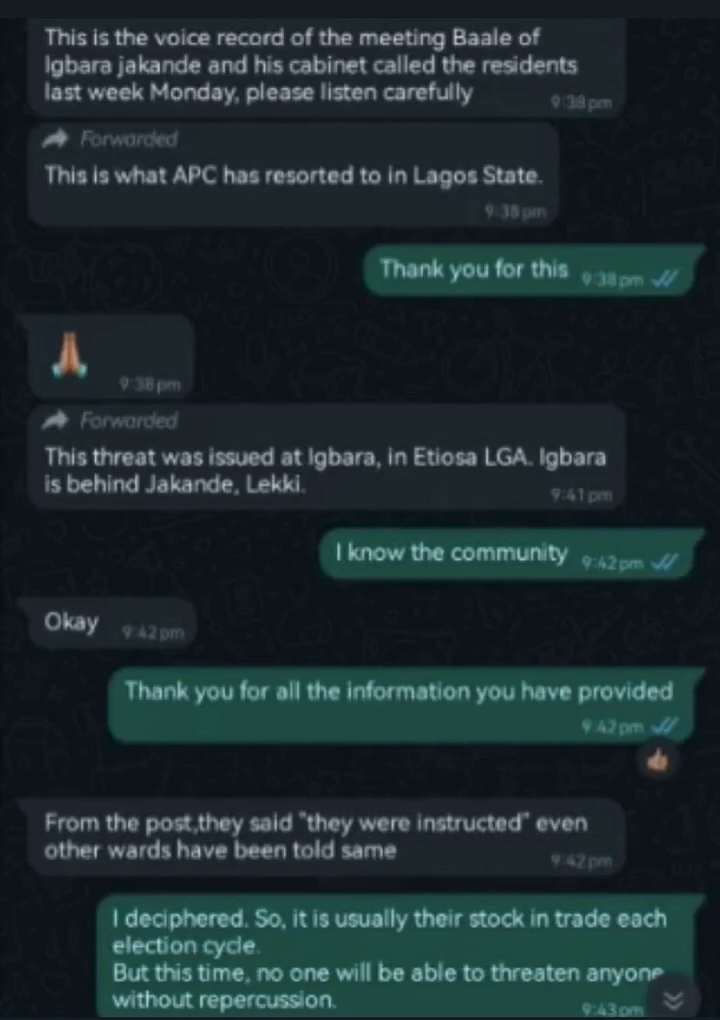 This is the voice record of the meeting Baale of
Igbara jakande and his cabinet called the residents
last week Monday, please listen carefully
9:38 pm
Forwarded
This is what APC has resorted to in Lagos State.
9:38 pm
Thank you for this 9:38 pm
9:38 pm
Forwarded
This threat was issued at Igbara, in Etiosa LGA. Igbara
is behind Jakande, Lekki.
9:41 pm
I know the community 9:42 pm
Okay 9:42 pm
Thank you for all the information you have provided
9:42 pm
From the post,they said "they were instructed" even
other wards have been told same
9:42 pm
I deciphered. So, it is usually their stock in trade each
election cycle.
But this time, no one will be able to threaten anyone
without repercussion.
9:43 pm